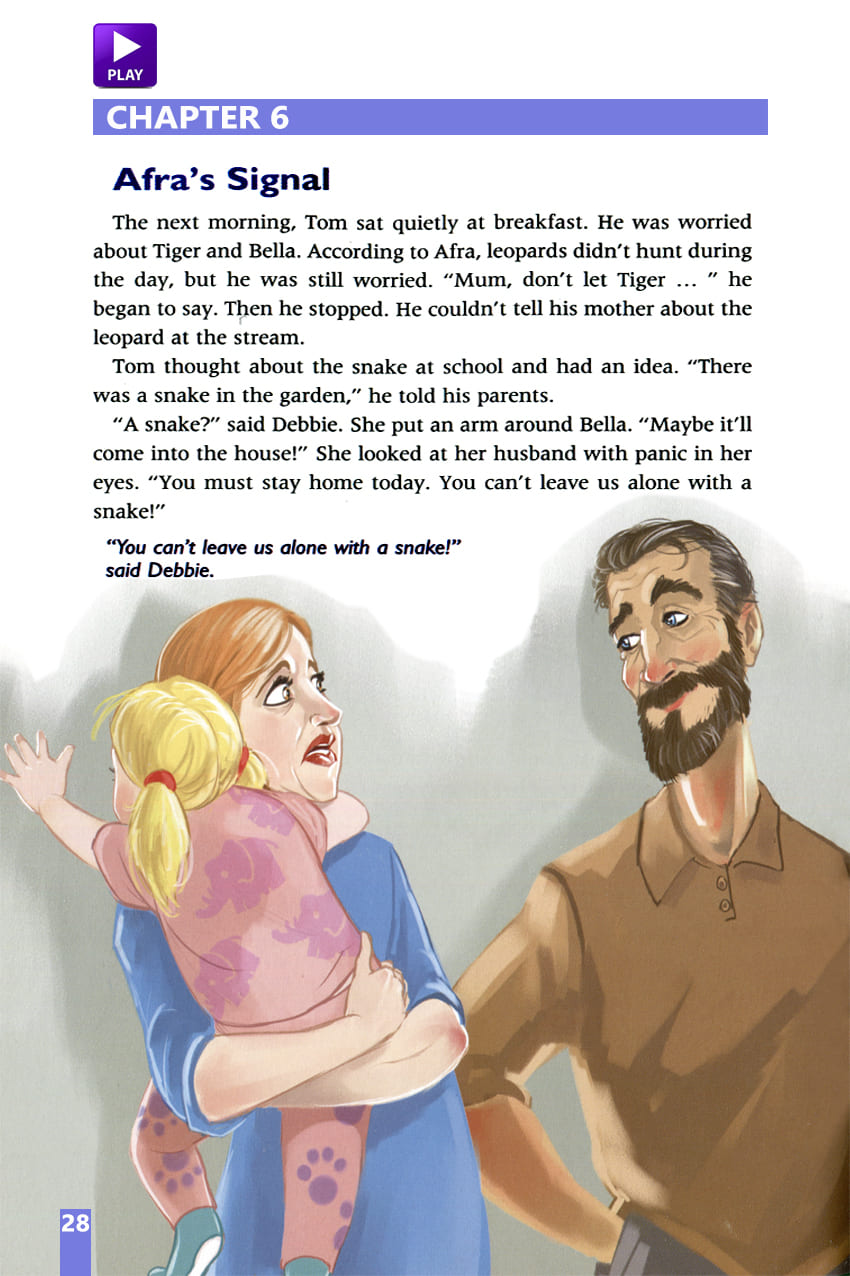 PLAY
CHAPTER 6
Afra's Signal
The next morning, Tom sat quietly at breakfast. He was worried
about Tiger and Bella. According to Afra, leopards didn't hunt during
the day, but he was still worried. “Mum, don't let Tiger ... ” he
began to say. Then he stopped. He couldn't tell his mother about the
leopard at the stream.
Tom thought about the snake at school and had an idea. “There
was a snake in the garden,” he told his parents.
“A snake?” said Debbie. She put an arm around Bella. “Maybe it'll
come into the house!” She looked at her husband with panic in her
eyes. “You must stay home today. You can't leave us alone with a
snake!”
“You can't leave us alone with a snake!”
said Debbie.
28